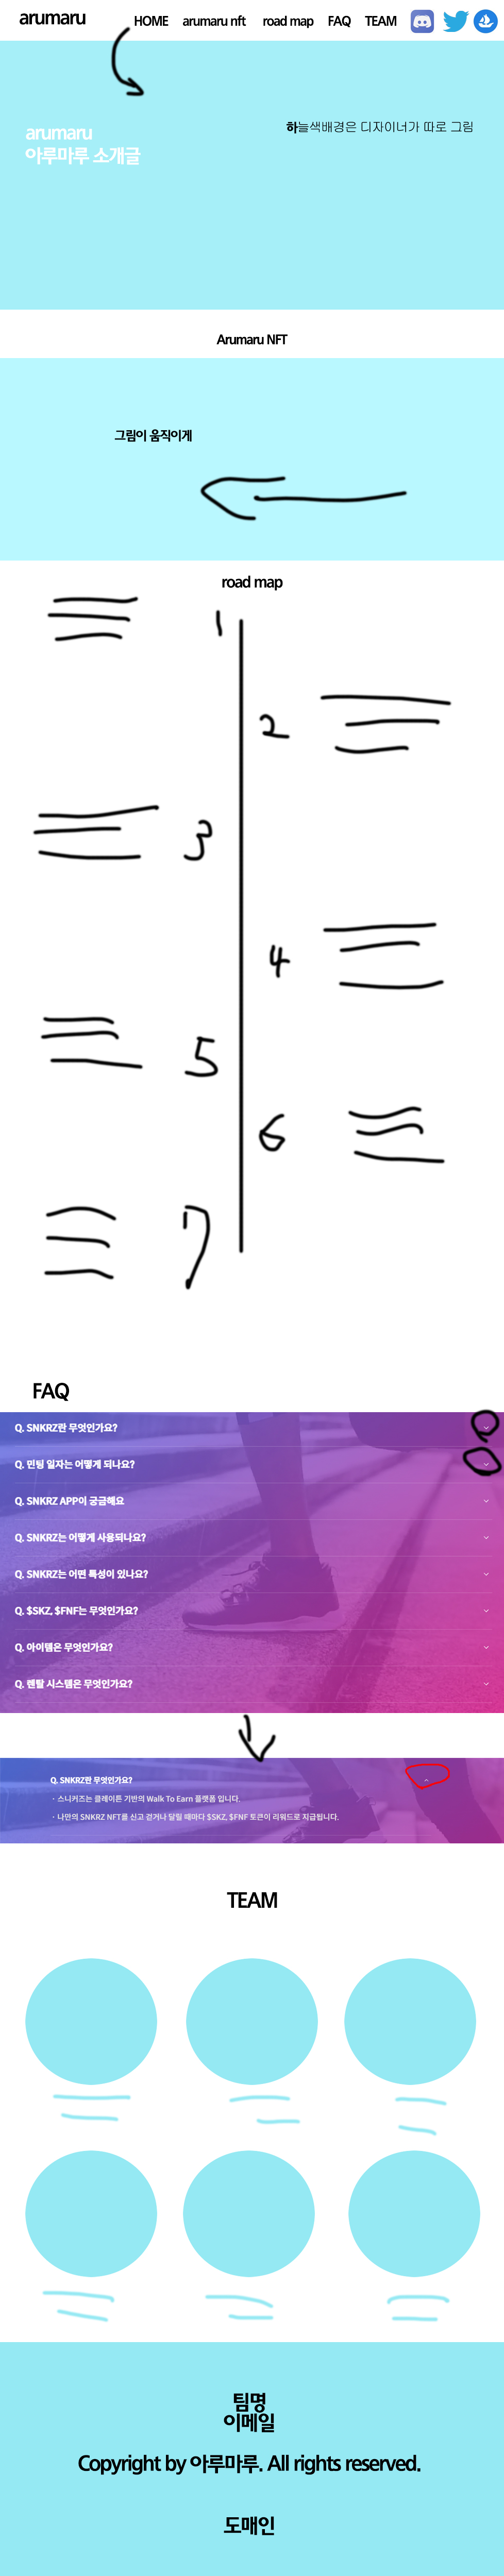 arumaru HOME arumaru nft road map FAQ TEAM
하늘색배경은 디자이너가 따로 그림
arumaru
아루마루 소개글
Arumaru NFT
그림이 움직이게
road map
1
2
3
4
5
6
7
FAQ
Q. SNKRZ란 무엇인가요?
Q. 민팅 일자는 어떻게 되나요?
Q. SNKRZ APP이 궁금해요
Q. SNKRZ는 어떻게 사용되나요?
Q. SNKRZ는 어떤 특성이 있나요?
Q. $SKZ, $FNF는 무엇인가요?
Q. 아이템은 무엇인가요?
Q. 렌탈 시스템은 무엇인가요?
Q. SNKRZ란 무엇인가요?
· 스니커즈는 클레이튼 기반의 Walk To Earn 플랫폼 입니다.
· 나만의 SNKRZ NFT를 신고 걷거나 달릴 때마다 $SKZ, $FNF 토큰이 리워드로 지급됩니다.
TEAM
팀명
이메일
Copyright by 아루마루. All rights reserved.
도매인